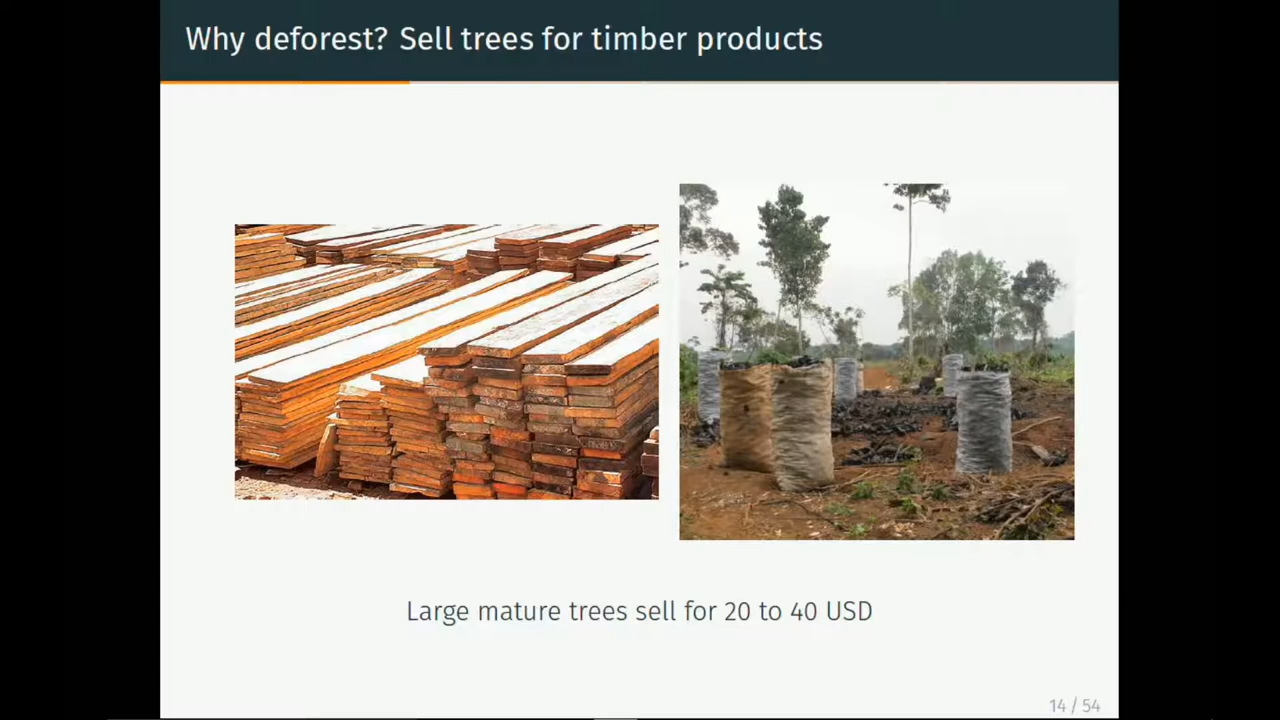 Why deforest? Sell trees for timber products
Large mature trees sell for 20 to 40 USD
14 / 54